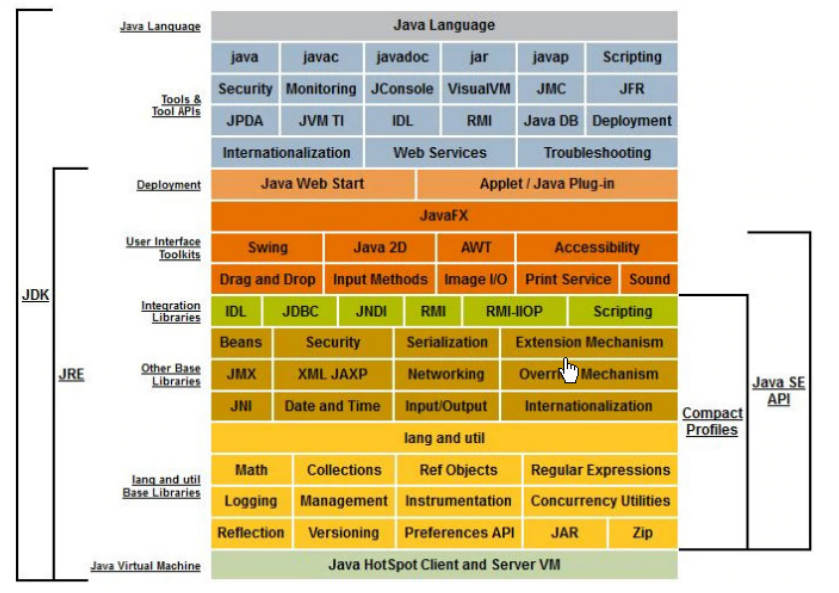 Java Language
Java Language
java javac javadoc jar javap Scripting
Tools &
Tool APIs
Security Monitoring JConsole VisualVM JMC JFR
JPDA JVM TI IDL RMI Java DB Deployment
Internationalization Web Services Troubleshooting
Deployment
Java Web Start Applet / Java Plug-in
JavaFX
User Interface
Toolkits
Swing Java 2D AWT Accessibility
Drag and Drop Input Methods Image I/O Print Service Sound
JDK
Integration
Libraries
IDL JDBC JNDI RMI RMI-IIOP Scripting
JRE
Other Base
Libraries
Beans Security Serialization Extension Mechanism
JMX XML JAXP Networking Override Mechanism
JNI Date and Time Input/Output Internationalization
Java SE
API
Compact
Profiles
lang and util
lang and util
Base Libraries
Math Collections Ref Objects Regular Expressions
Logging Management Instrumentation Concurrency Utilities
Reflection Versioning Preferences API JAR Zip
Java Virtual Machine
Java HotSpot Client and Server VM